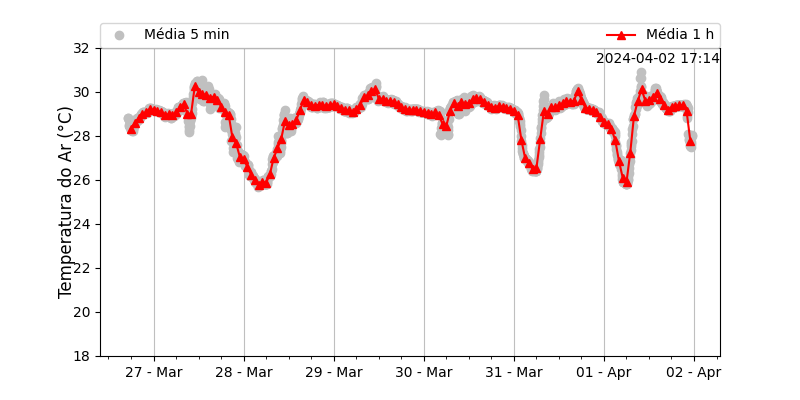 Média 5 min
Média 1 h
2024-04-02 17:14
Temperatura do Ar (°C)
32
30
28
26
24
22
20
18
27 - Mar
28 - Mar
29 - Mar
30 - Mar
31 - Mar
01 - Apr
02 - Apr